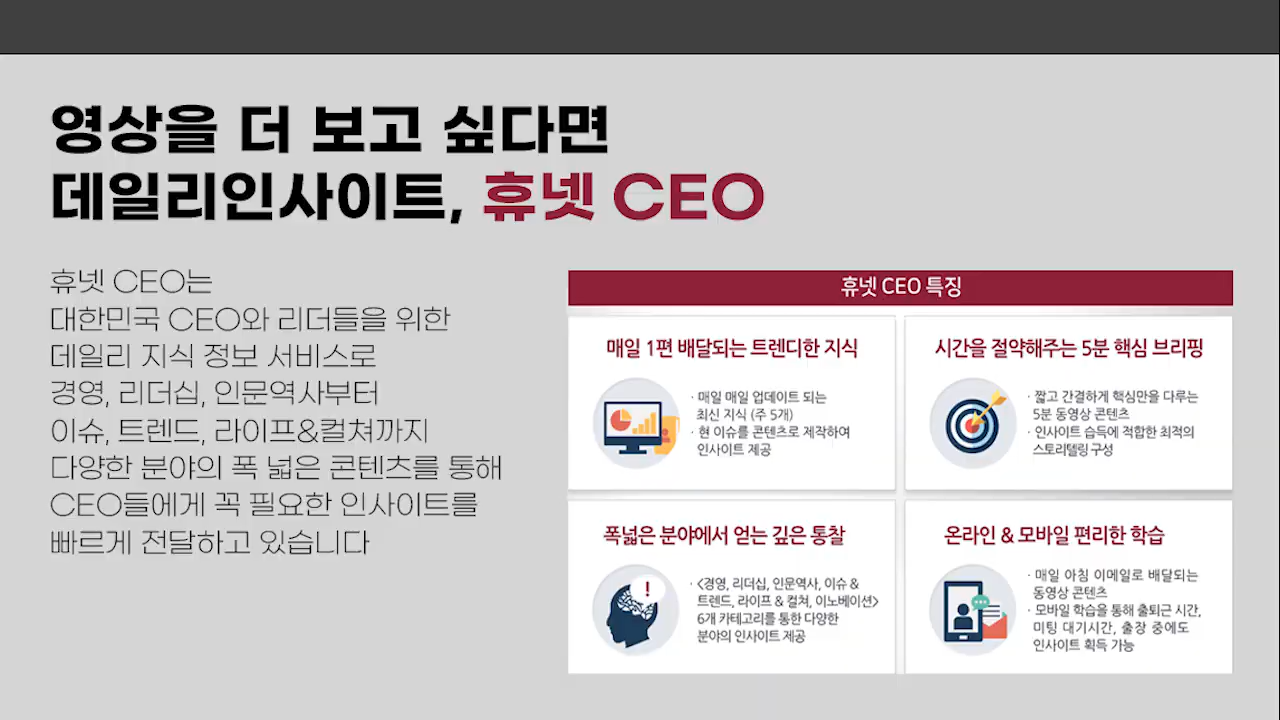 영상을 더 보고 싶다면
데일리인사이트, 휴넷 CEO
휴넷 CEO는
대한민국 CEO와 리더들을 위한
데일리 지식 정보 서비스로
경영, 리더십, 인문역사부터
이슈, 트렌드, 라이프&컬쳐까지
다양한 분야의 폭 넓은 콘텐츠를 통해
CEO들에게 꼭 필요한 인사이트를
빠르게 전달하고 있습니다
휴넷 CEO 특징
매일 1편 배달되는 트렌디한 지식
· 매일 매일 업데이트 되는
최신 지식 (주 5개)
· 현 이슈를 콘텐츠로 제작하여
인사이트 제공
시간을 절약해주는 5분 핵심 브리핑
· 짧고 간결하게 핵심만을 다루는
5분 동영상 콘텐츠
· 인사이트 습득에 적합한 최적의
스토리텔링 구성
폭넓은 분야에서 얻는 깊은 통찰
!
· <경영, 리더십, 인문역사, 이슈 &
트렌드, 라이프 & 컬쳐, 이노베이션>
6개 카테고리를 통한 다양한
분야의 인사이트 제공
온라인 & 모바일 편리한 학습
· 매일 아침 이메일로 배달되는
동영상 콘텐츠
· 모바일 학습을 통해 출퇴근 시간,
미팅 대기시간, 출장 중에도
인사이트 획득 가능